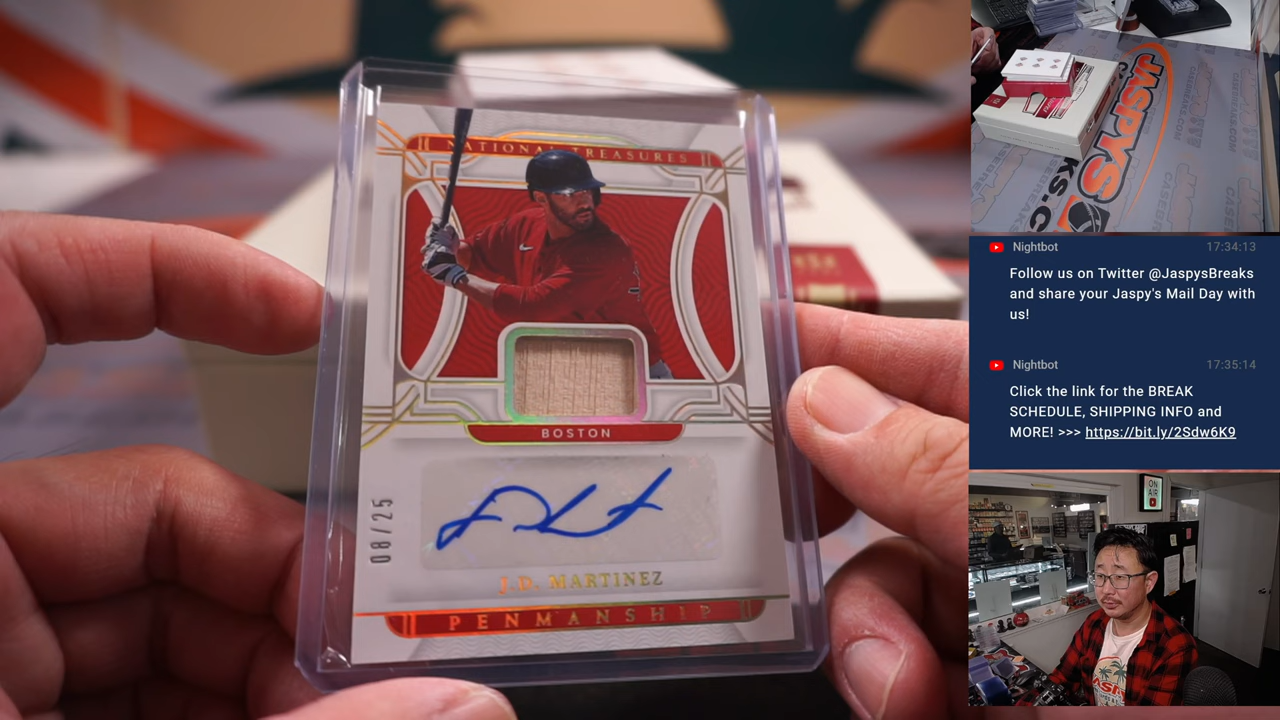 NATIONAL TREASURES
BOSTON
08/25
J.D. MARTINEZ
PENMANSHIP
JASPYS
Nightbot 17:34:13
Follow us on Twitter @JaspysBreaks
and share your Jaspy's Mail Day with
us!
Nightbot 17:35:14
Click the link for the BREAK
SCHEDULE, SHIPPING INFO and
MORE! >>> https://bit.ly/2Sdw6K9
ON
AIR